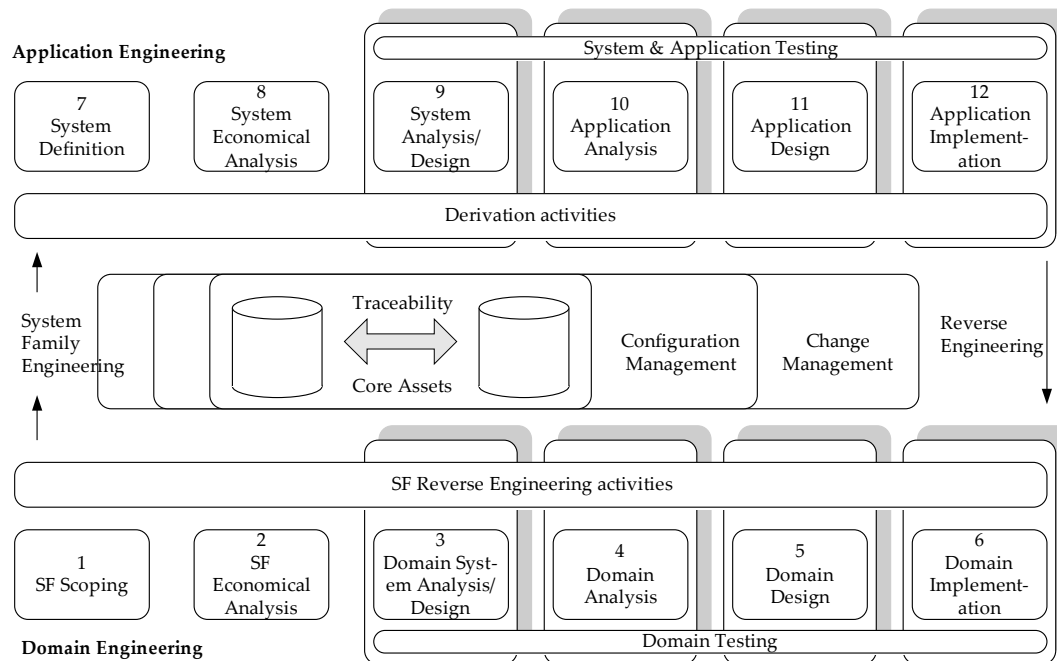 Application Engineering
System & Application Testing
7
System
Definition
8
System
Economical
Analysis
9
System
Analysis/
Design
10
Application
Analysis
11
Application
Design
12
Application
Implement-
ation
Derivation activities
System
Family
Engineering
Traceability
Core Assets
Configuration
Management
Change
Management
Reverse
Engineering
SF Reverse Engineering activities
1
SF Scoping
2
SF
Economical
Analysis
3
Domain Syst-
em Analysis/
Design
4
Domain
Analysis
5
Domain
Design
6
Domain
Implement-
ation
Domain Testing
Domain Engineering